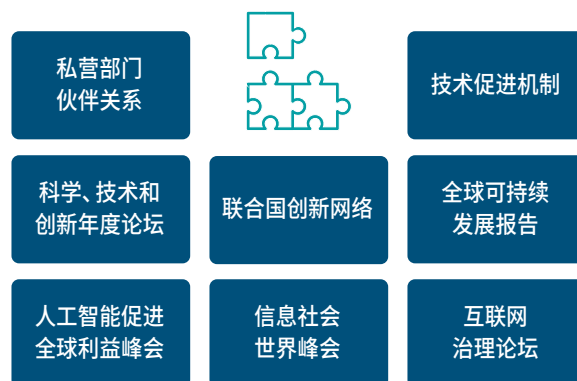 私营部门
伙伴关系
技术促进机制
科学、技术和
创新年度论坛
联合国创新网络
全球可持续
发展报告
人工智能促进
全球利益峰会
信息社会
世界峰会
互联网
治理论坛